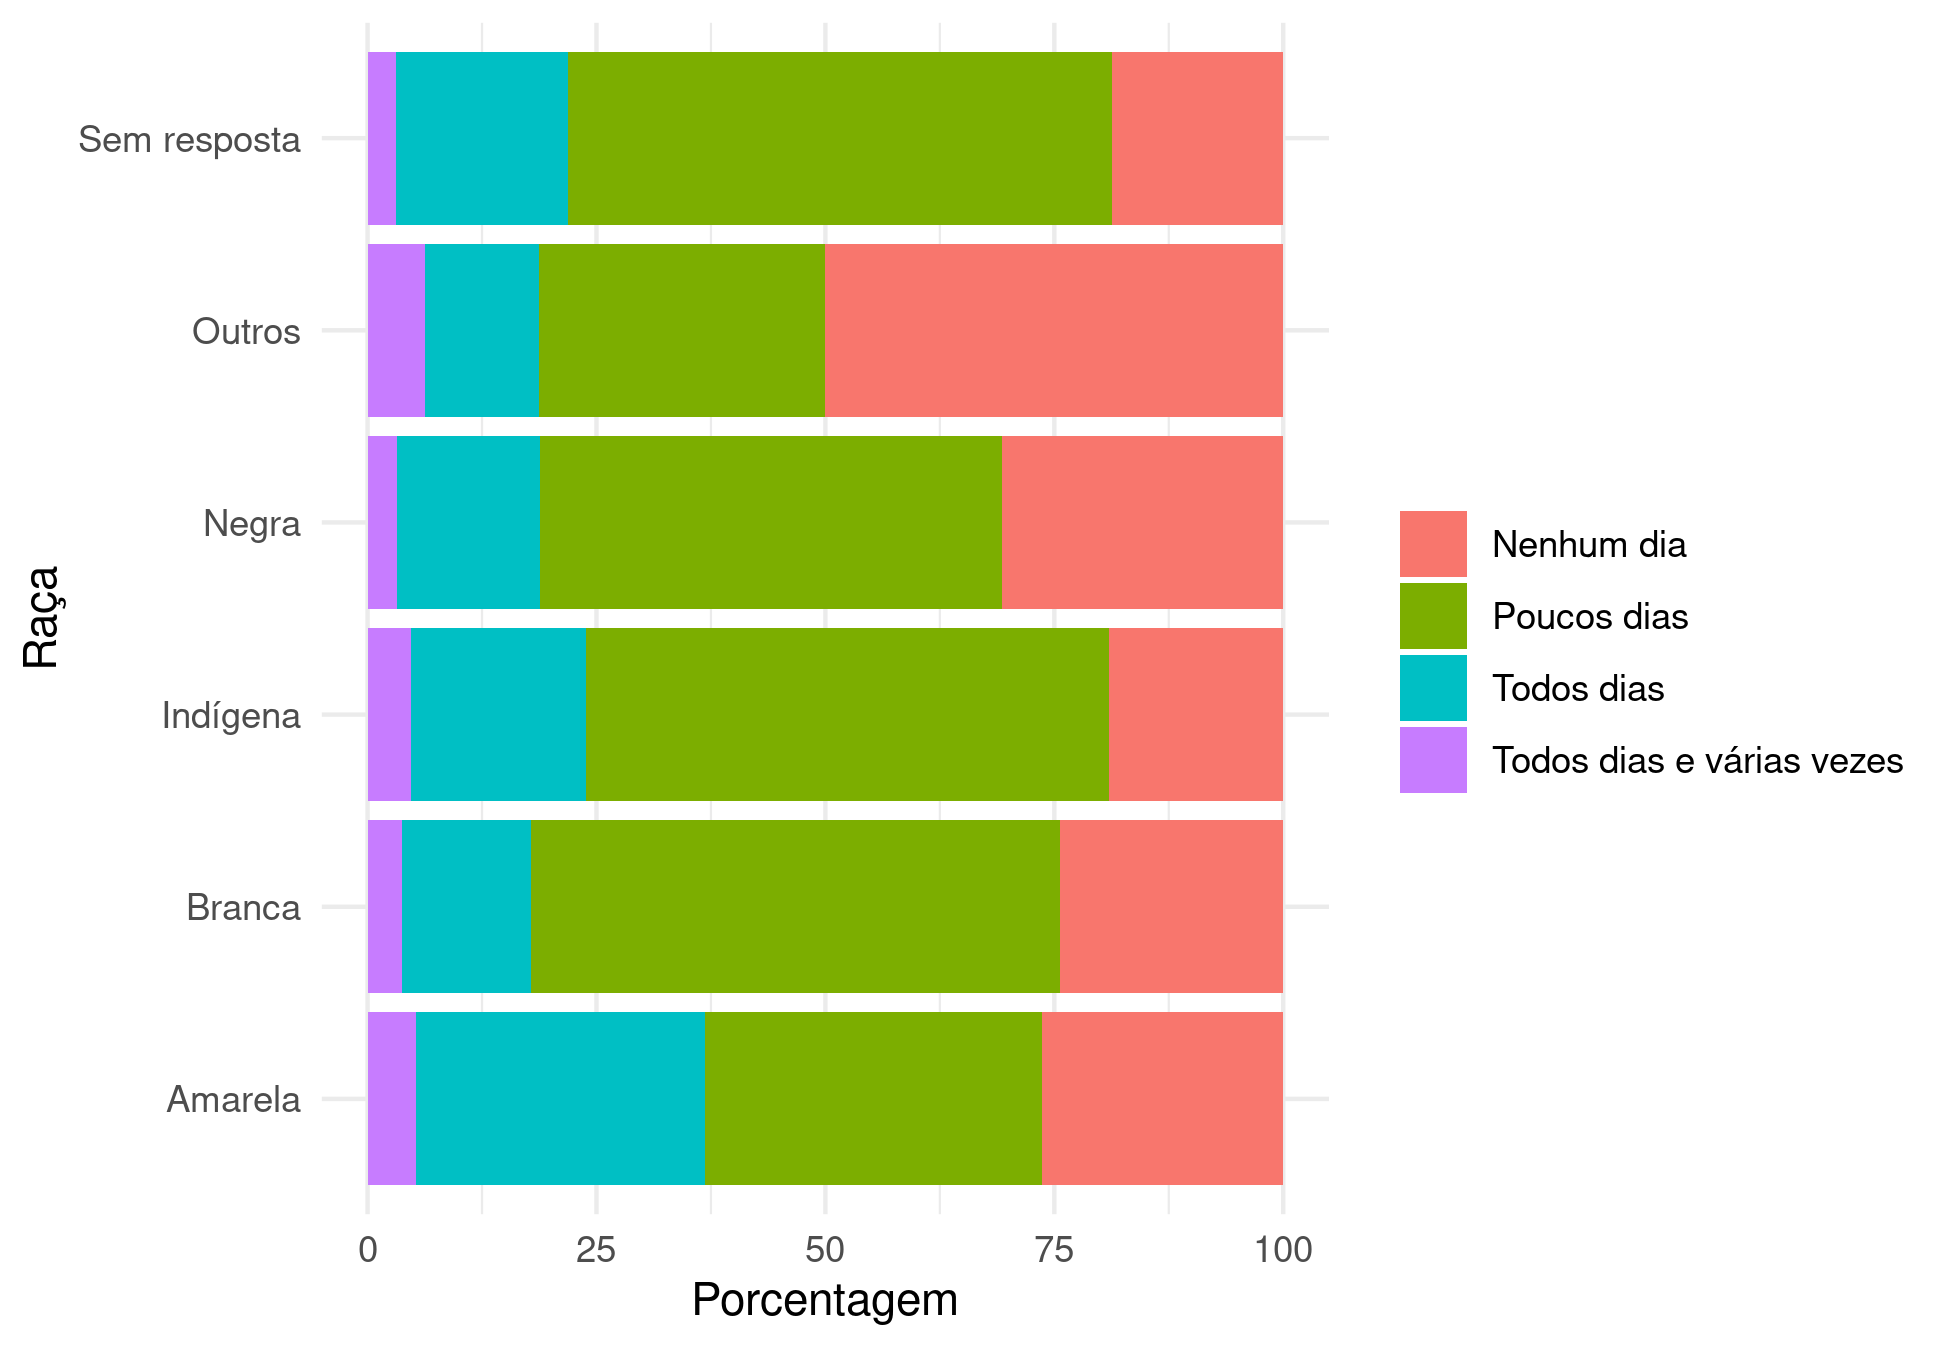 Raça
Sem resposta
Outros
Negra
Indígena
Branca
Amarela
0 25 50 75 100
Porcentagem
Nenhum dia
Poucos dias
Todos dias
Todos dias e várias vezes